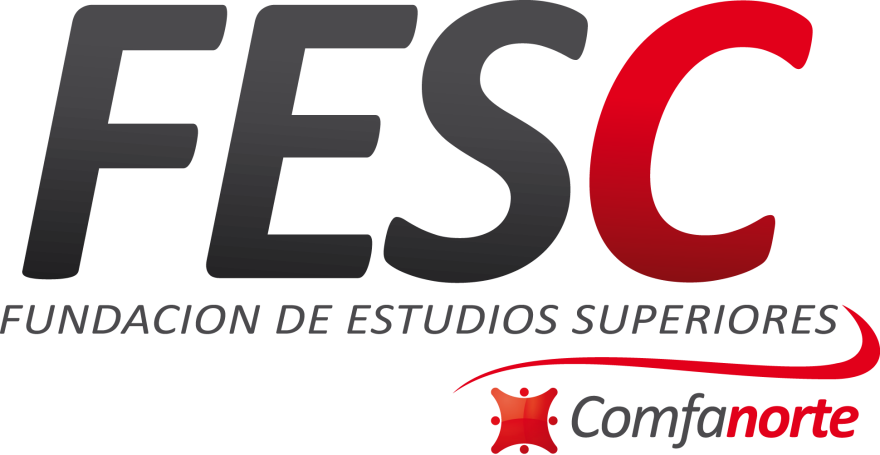 FESC
FUNDACION DE ESTUDIOS SUPERIORES
Comfanorte